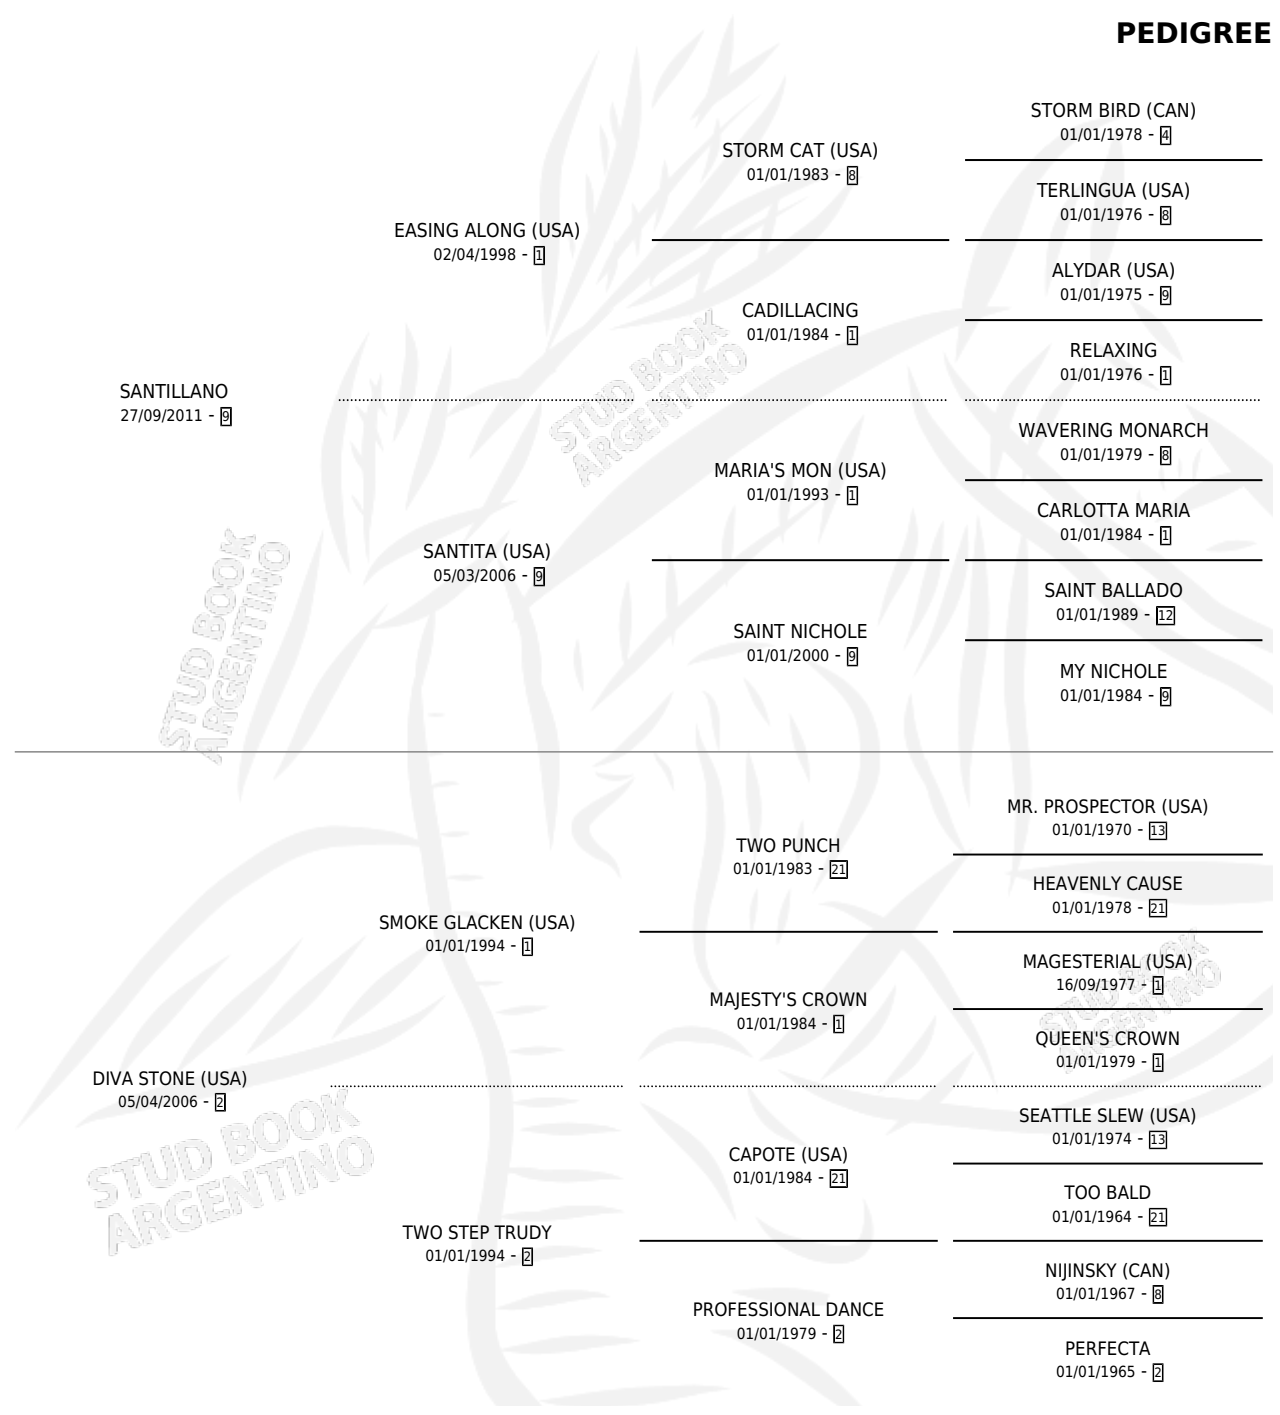 PEDIGREE
STORM BIRD (CAN)
01/01/1978 - 4
STORM CAT (USA)
01/01/1983 - 8
TERLINGUA (USA)
01/01/1976 - 8
EASING ALONG (USA)
02/04/1998 - 1
ALYDAR (USA)
01/01/1975 - 9
CADILLACING
01/01/1984 - 1
RELAXING
01/01/1976 - 1
SANTILLANO
27/09/2011 - 9
WAVERING MONARCH
01/01/1979 - 8
MARIA'S MON (USA)
01/01/1993 - 1
CARLOTTA MARIA
01/01/1984 - 1
SANTITA (USA)
05/03/2006 - 9
SAINT BALLADO
01/01/1989 - 12
SAINT NICHOLE
01/01/2000 - 9
MY NICHOLE
01/01/1984 - 9
MR. PROSPECTOR (USA)
01/01/1970 - 13
TWO PUNCH
01/01/1983 - 21
HEAVENLY CAUSE
01/01/1978 - 21
SMOKE GLACKEN (USA)
01/01/1994 - 1
MAGESTERIAL (USA)
16/09/1977 - 1
MAJESTY'S CROWN
01/01/1984 - 1
QUEEN'S CROWN
01/01/1979 - 1
DIVA STONE (USA)
05/04/2006 - 2
SEATTLE SLEW (USA)
01/01/1974 - 13
CAPOTE (USA)
01/01/1984 - 21
TOO BALD
01/01/1964 - 21
TWO STEP TRUDY
01/01/1994 - 2
NIJINSKY (CAN)
01/01/1967 - 8
PROFESSIONAL DANCE
01/01/1979 - 2
PERFECTA
01/01/1965 - 2
STUD BOOK
ARGENTINO
STUD BOOK
ARGENTINO
STUD BOOK
ARGENTINO
STUD BOOK
ARGENTINO